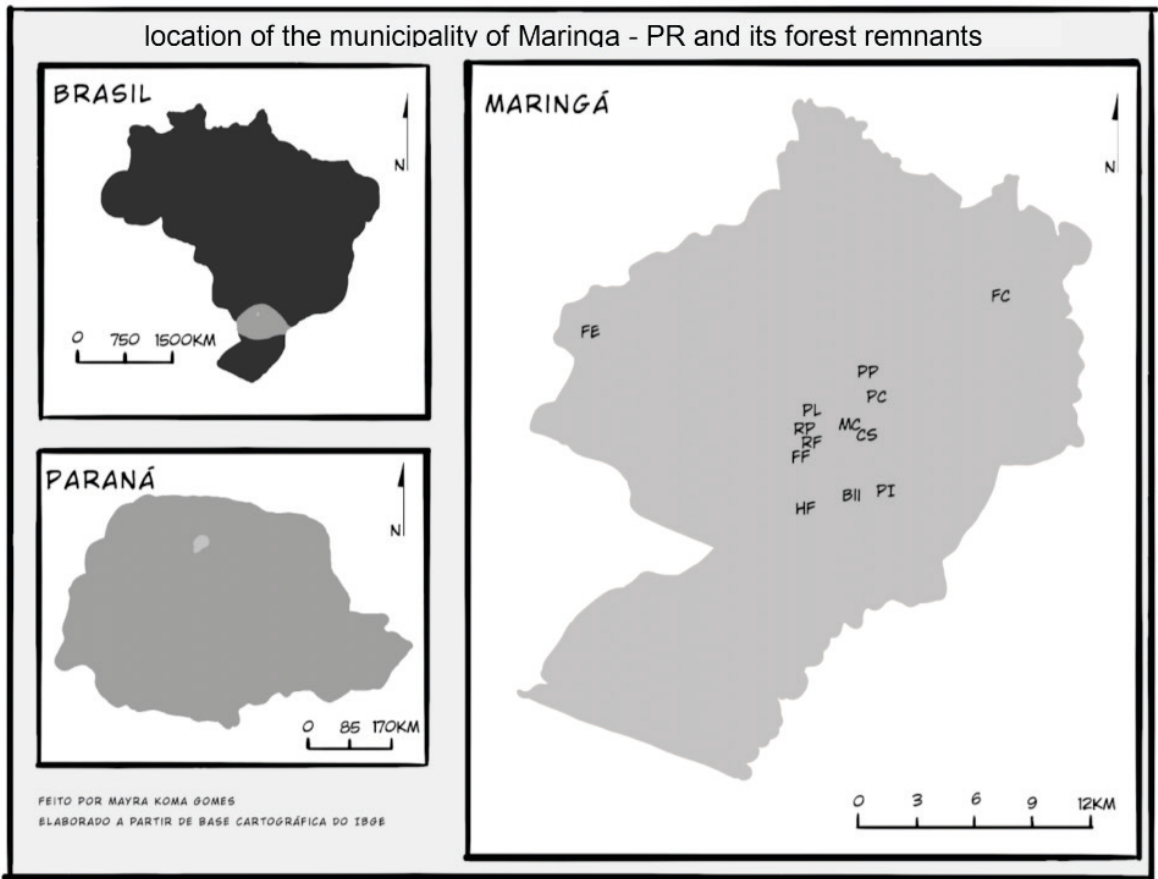 location of the municipality of Maringa - PR and its forest remnants
BRASIL
N
0 750 1500KM
PARANÁ
N
0 85 170KM
FEITO POR MAYRA KOMA GOMES
ELABORADO A PARTIR DE BASE CARTOGRÁFICA DO IBGE
MARINGÁ
N
FC
FE
PP
PC
PL
RP
MC
CS
RF
FF
BII
PI
HF
0 3 6 9 12KM